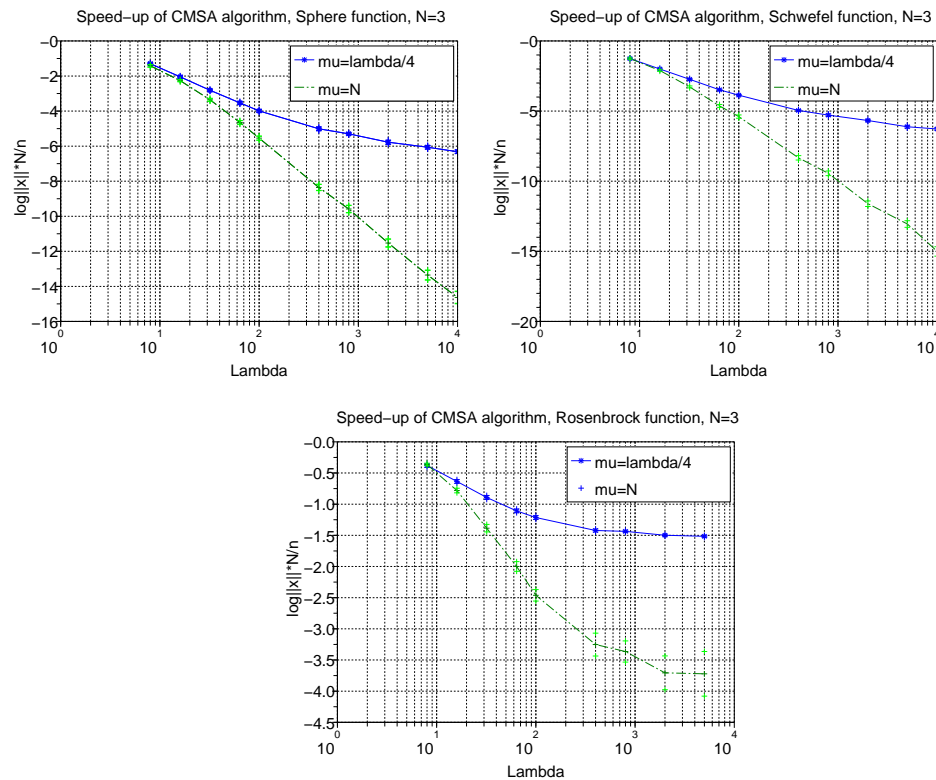 Speed−up of CMSA algorithm, Sphere function, N=3
−0
−2
−4
−6
−8
−10
−12
−14
−16
log||x||*N/n
mu=lambda/4
mu=N
10 0
10 1
10 2
10 3
10 4
Lambda
Speed−up of CMSA algorithm, Schwefel function, N=3
−0
−5
−10
−15
−20
log||x||*N/n
mu=lambda/4
mu=N
10 0
10 1
10 2
10 3
10 4
Lambda
Speed−up of CMSA algorithm, Rosenbrock function, N=3
−0.0
−0.5
−1.0
−1.5
−2.0
−2.5
−3.0
−3.5
−4.0
−4.5
log||x||*N/n
mu=lambda/4
mu=N
10 0
10 1
10 2
10 3
10 4
Lambda